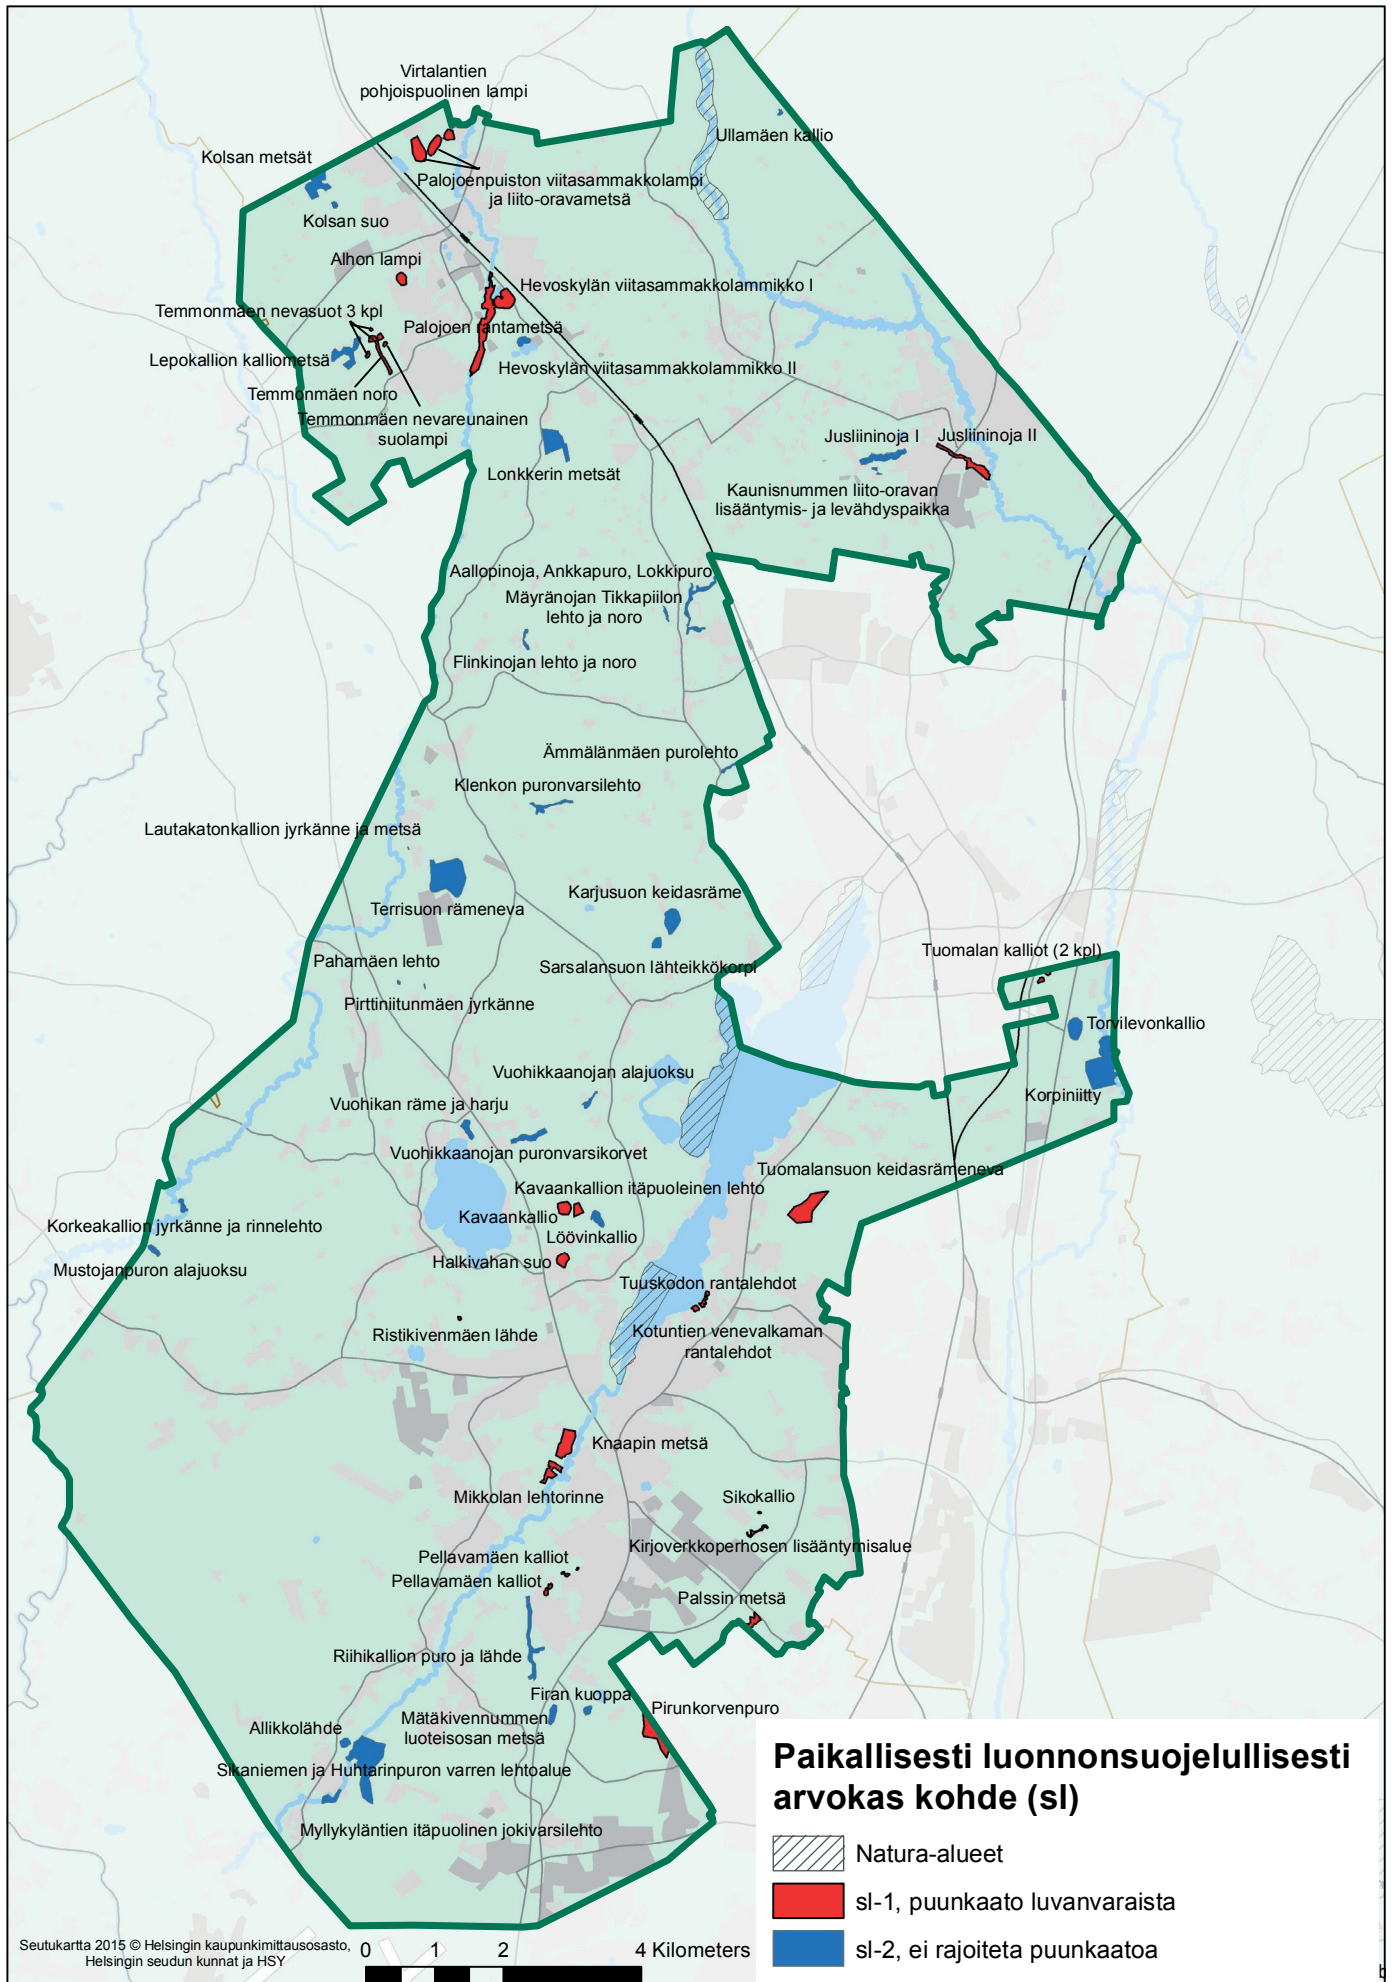 Virtalantien
pohjoispuolinen lampi
Ullamäen kallio
Kolsan metsät
Palojoenpuiston viitasammakkolampi
ja liito-oravametsä
Kolsan suo
Alhon lampi
Hevoskylän viitasammakkolammikko I
Temmonmäen nevasuot 3 kpl
Palojoen rantametsä
Lepokallion kalliometsä
Hevoskylän viitasammakkolammikko II
Temmonmäen noro
Temmonmäen nevareunainen
suolampi
Jusliininoja I
Jusliininoja II
Lonkkerin metsät
Kaunisnummen liito-oravan
lisääntymis- ja levähdyspaikka
Aallopinoja, Ankkapuro, Lokkipuro
Mäyränojan Tikkapiilon
lehto ja noro
Flinkinojan lehto ja noro
Ämmälänmäen purolehto
Klenkon puronvarsilehto
Lautakatonkallion jyrkänne ja metsä
Karjusuon keidasräme
Terrisuon rämeneva
Tuomalan kalliot (2 kpl)
Pahamäen lehto
Sarsalansuon lähteikkökorpi
Pirttiniitunmäen jyrkänne
Torvilevonkallio
Vuohikkaanojan alajuoksu
Korpiniitty
Vuohikan räme ja harju
Vuohikkaanojan puronvarsikorvet
Tuomalansuon keidasrämeneva
Kavaankallion itäpuoleinen lehto
Kavaankallio
Korkeakallion jyrkänne ja rinnelehto
Löövinkallio
Halkivahan suo
Mustojanpuron alajuoksu
Tuuskodon rantalehdot
Ristikivenmäen lähde
Kotuntien venevalkaman
rantalehdot
Knaapin metsä
Mikkolan lehtorinne
Sikokallio
Kirjoverkkoperhosen lisääntymisalue
Pellavamäen kalliot
Pellavamäen kalliot
Palssin metsä
Riihikallion puro ja lähde
Firan kuoppa
Pirunkorvenpuro
Mätäkivennummen
luoteisosan metsä
Allikkolähde
Sikaniemen ja Huhtarinpuron varren lehtoalue
Myllykyläntien itäpuolinen jokivarsilehto
Paikallisesti luonnonsuojelullisesti
arvokas kohde (sl)
Natura-alueet
sl-1, puunkaato luvanvaraista
sl-2, ei rajoiteta puunkaatoa
Seutukartta 2015 © Helsingin kaupunkimittausosasto,
Helsingin seudun kunnat ja HSY
0 1 2 4 Kilometers